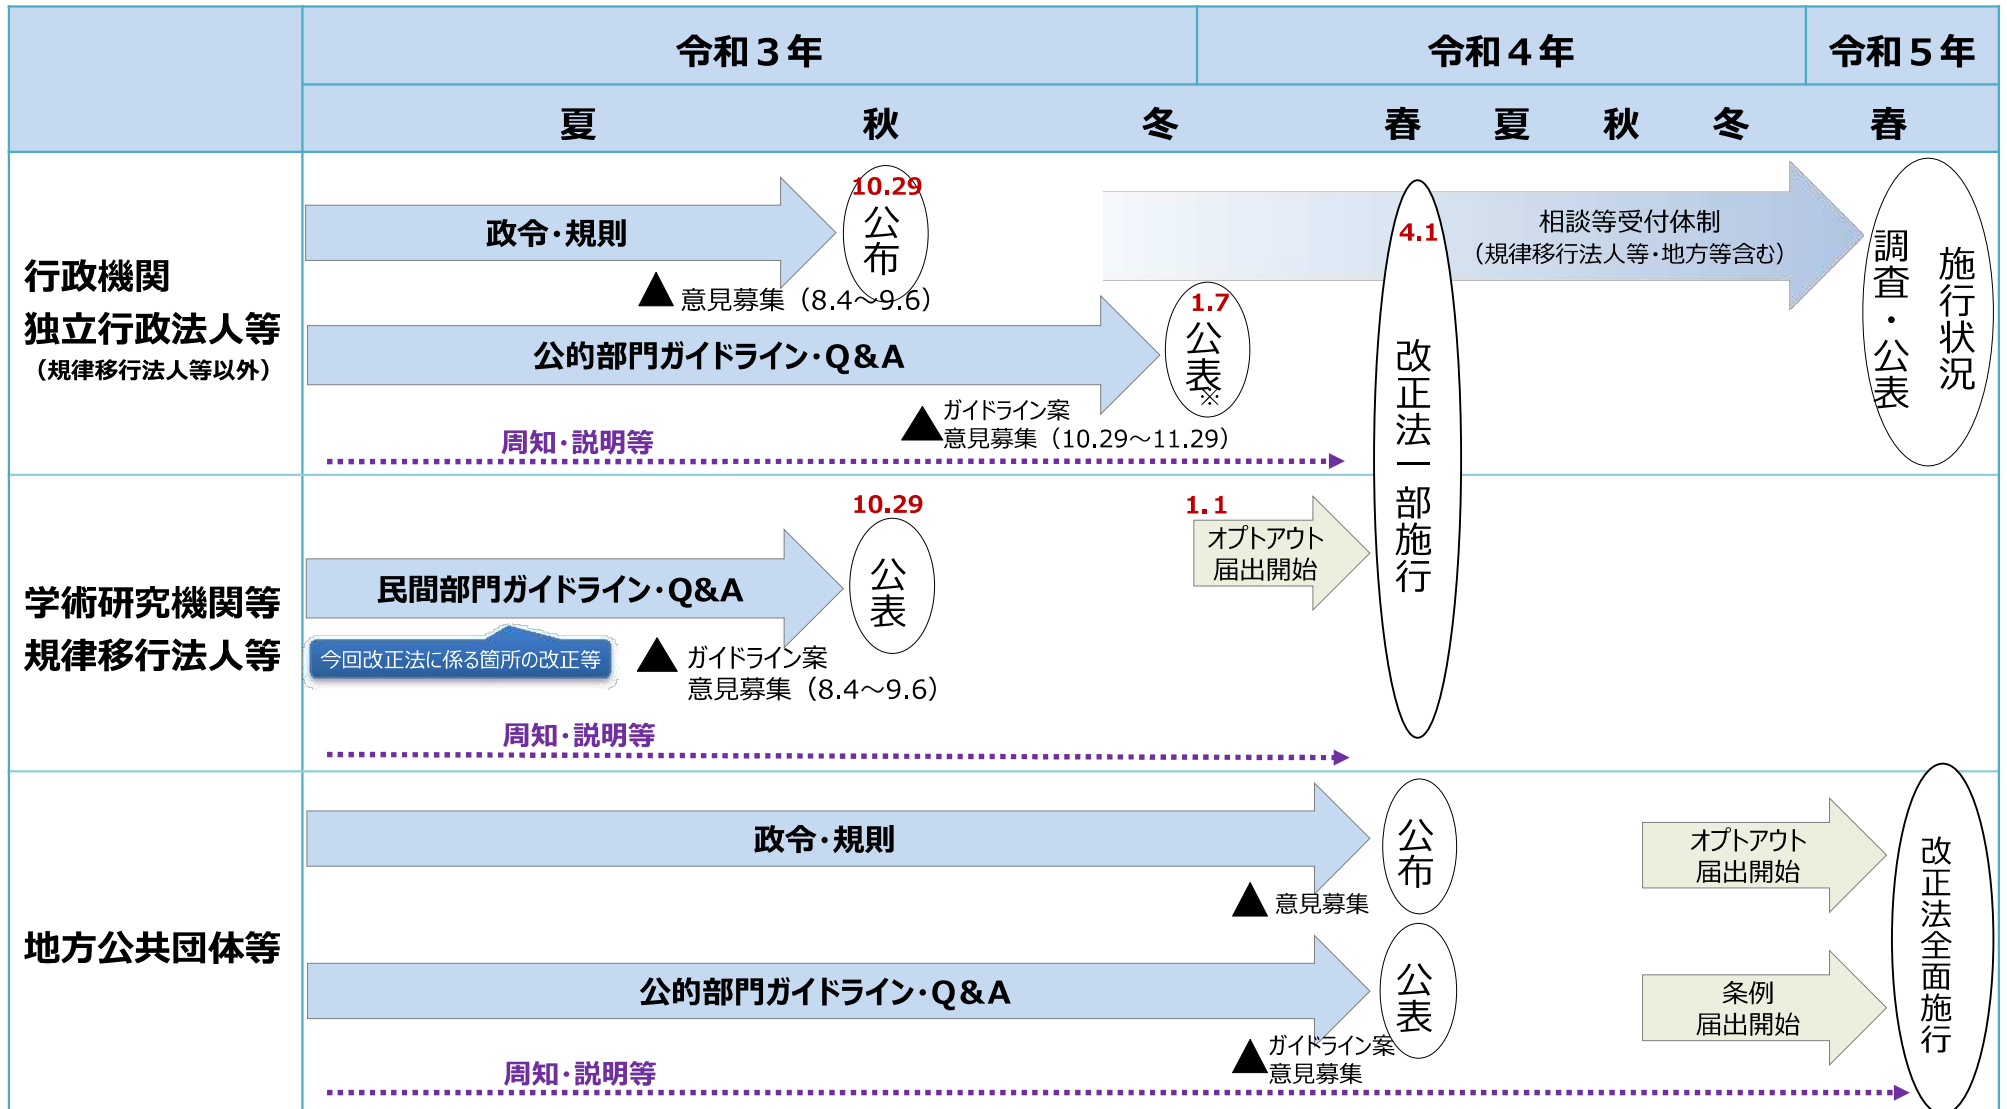 令和３年
令和４年
令和５年
夏
秋
冬
春
夏
秋
冬
春
行政機関
独立行政法人等
（規律移行法人等以外）
政令・規則
10.29
公布
意見募集（8.4～9.6）
公的部門ガイドライン・Q&A
1.7
公表
※
ガイドライン案
意見募集（10.29～11.29）
周知・説明等
相談等受付体制
（規律移行法人等・地方等含む）
4.1
改正法一部施行
施行状況
調査・公表
学術研究機関等
規律移行法人等
民間部門ガイドライン・Q&A
今回改正法に係る箇所の改正等
10.29
公表
ガイドライン案
意見募集（8.4～9.6）
1.1
オプトアウト
届出開始
周知・説明等
地方公共団体等
政令・規則
意見募集
公布
公的部門ガイドライン・Q&A
ガイドライン案
意見募集
公表
オプトアウト
届出開始
条例
届出開始
改正法全面施行
周知・説明等